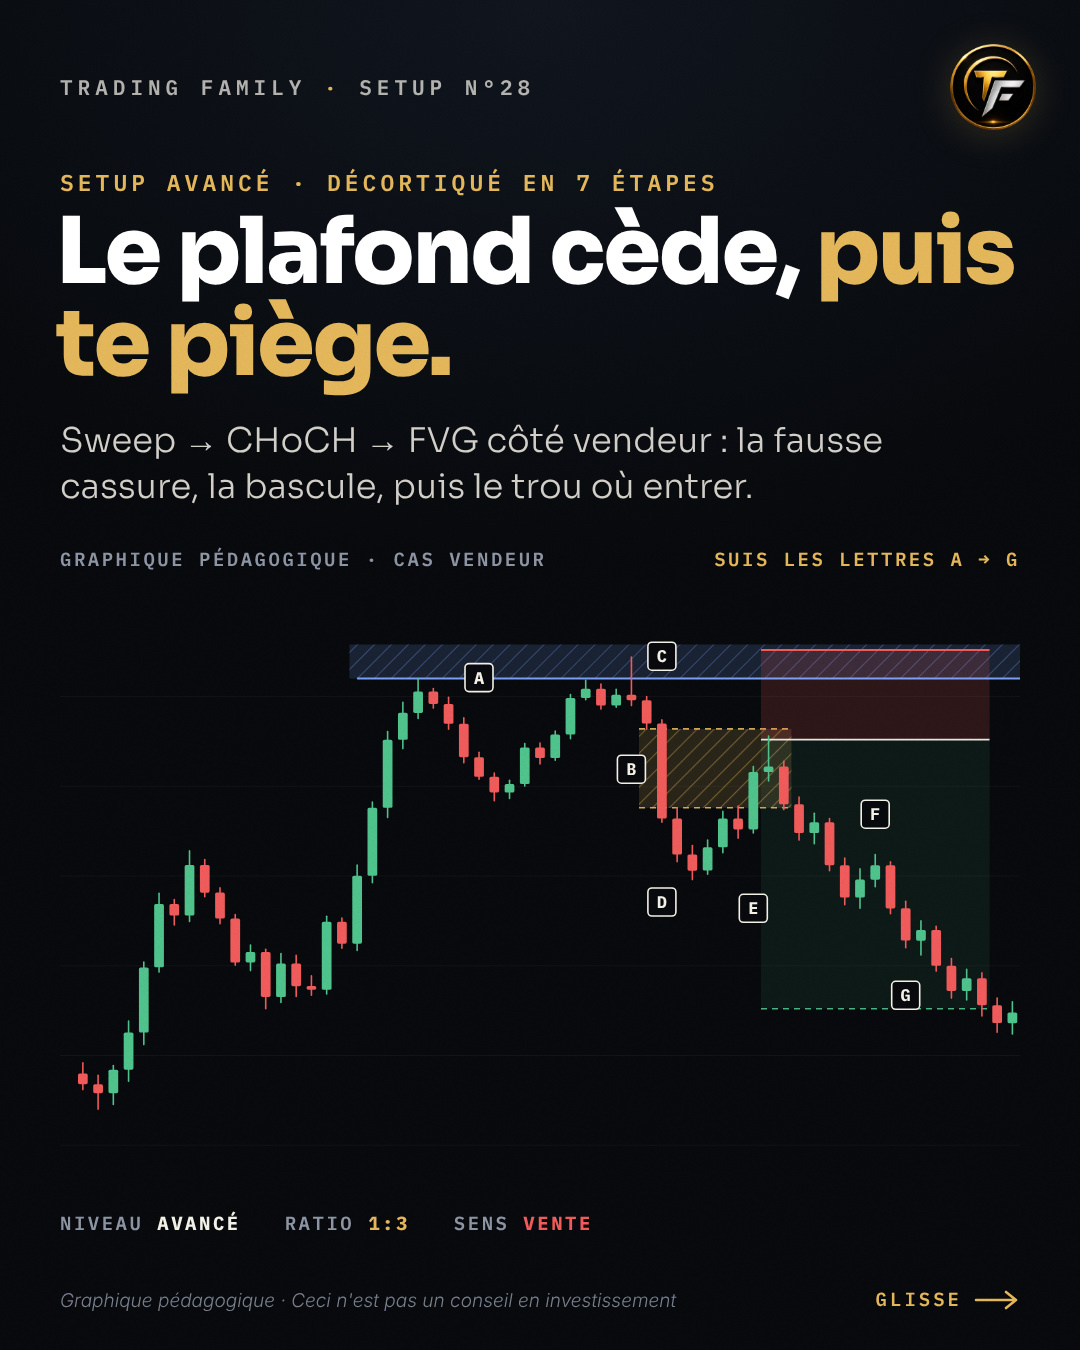 TRADING FAMILY · SETUP N°28
TF
SETUP AVANCÉ · DÉCORTIQUÉ EN 7 ÉTAPES
Le plafond cède, puis
te piège.
Sweep → CHoCH → FVG côté vendeur : la fausse
cassure, la bascule, puis le trou où entrer.
GRAPHIQUE PÉDAGOGIQUE · CAS VENDEUR
SUIS LES LETTRES A → G
C
A
B
F
D
E
G
NIVEAU AVANCÉ RATIO 1:3 SENS VENTE
Graphique pédagogique · Ceci n'est pas un conseil en investissement
GLISSE →